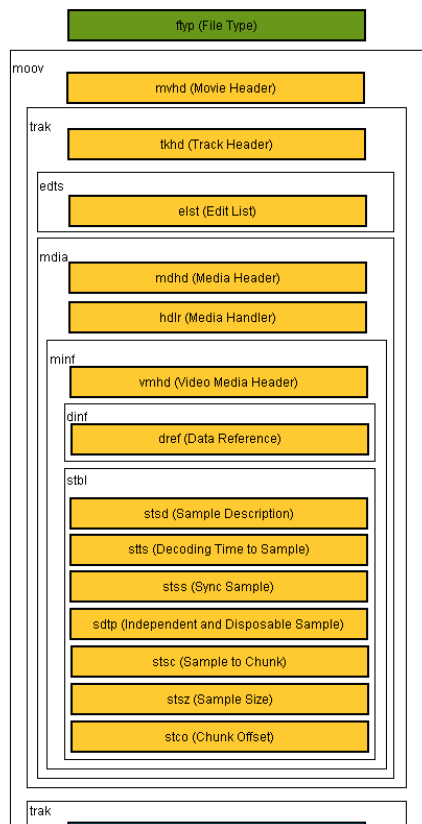 ftyp (File Type)
moov
mvhd (Movie Header)
trak
tkhd (Track Header)
edts
elst (Edit List)
mdia
mdhd (Media Header)
hdlr (Media Handler)
minf
vmhd (Video Media Header)
dinf
dref (Data Reference)
stbl
stsd (Sample Description)
stts (Decoding Time to Sample)
stss (Sync Sample)
sdtp (Independent and Disposable Sample)
stsc (Sample to Chunk)
stsz (Sample Size)
stco (Chunk Offset)
trak